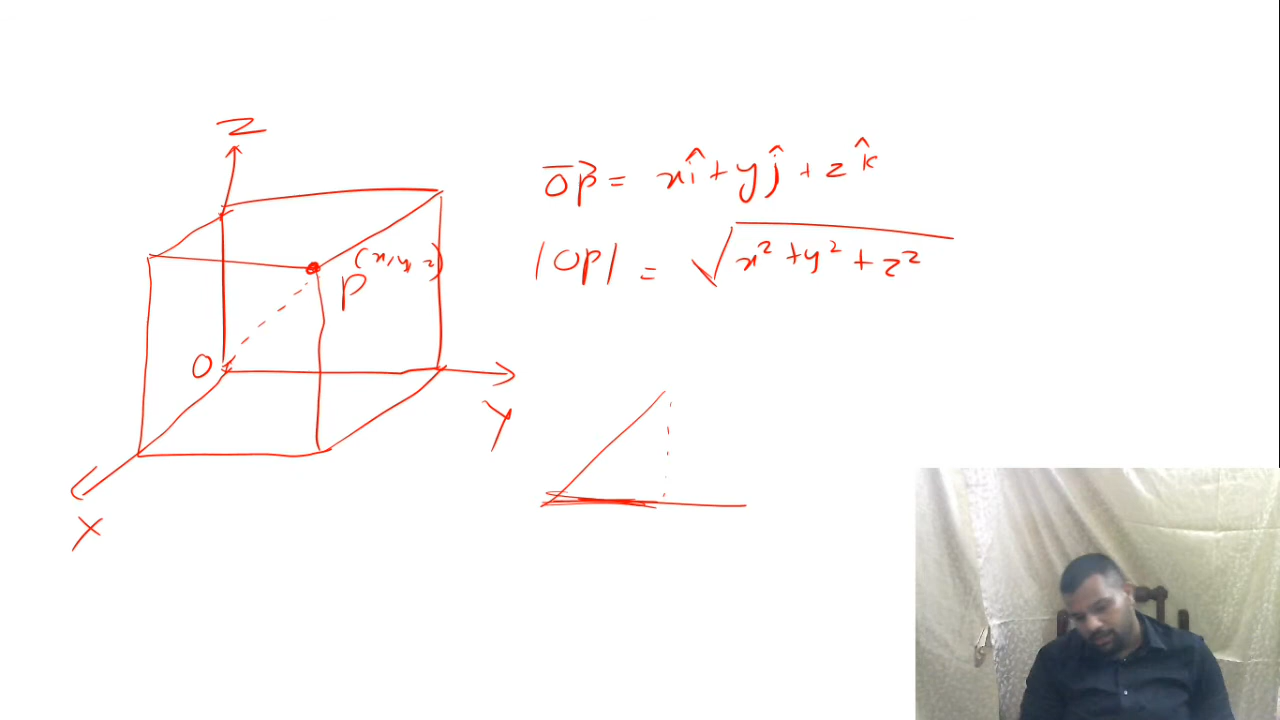 Z
OP = xî + yĵ + zk̂
P(x, y, z)
|OP| = √x² + y² + z²
O
Y
X